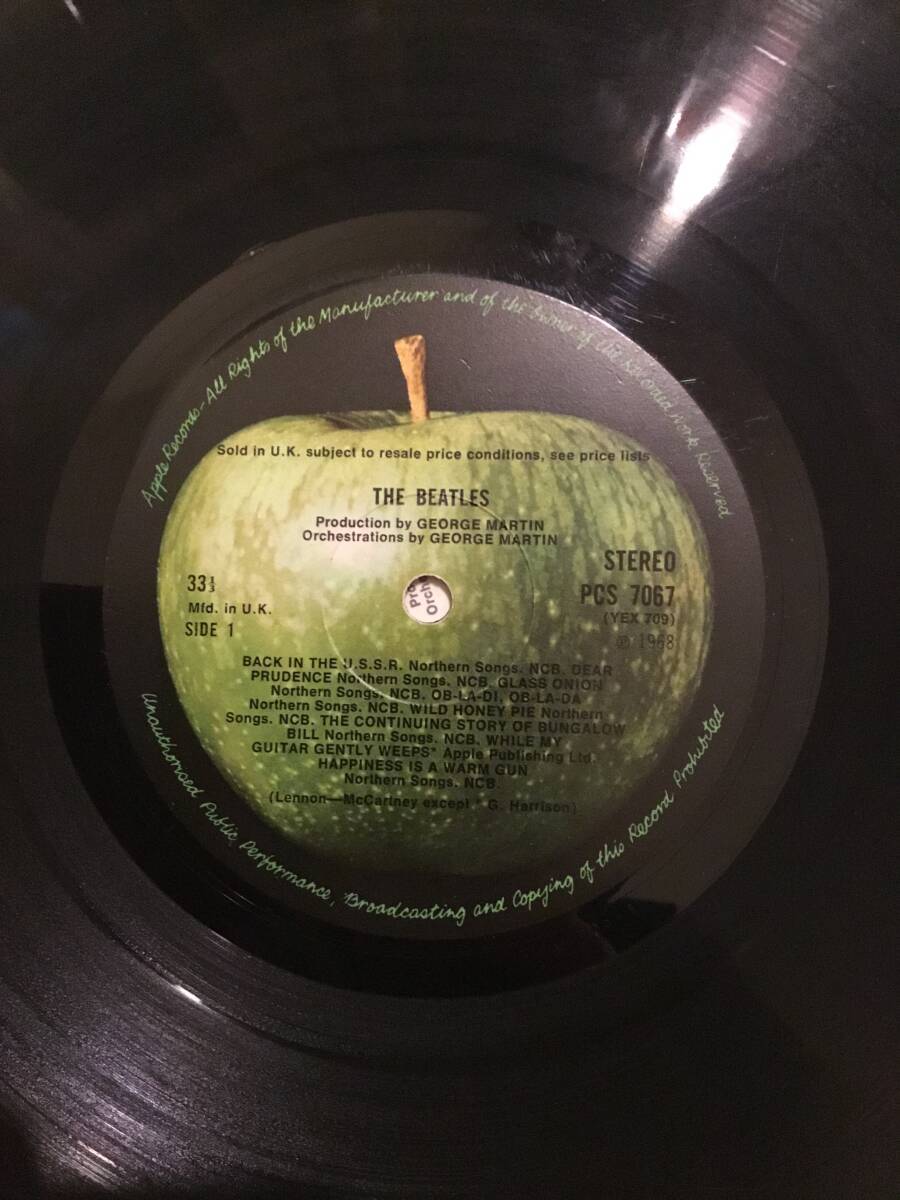 Apple Records-All Rights of the Manufacturer and of the Owner of the Recorded Work Reserved
Sold in U.K. subject to resale price conditions, see price lists
THE BEATLES
Production by GEORGE MARTIN
Orchestrations by GEORGE MARTIN
STEREO
33⅓
PCS 7067
Mfd. in U.K.
(YEX 709)
SIDE 1
℗ 1968
Pro
Orch
BACK IN THE U.S.S.R. Northern Songs. NCB. DEAR
PRUDENCE Northern Songs. NCB. GLASS ONION
Northern Songs. NCB. OB-LA-DI, OB-LA-DA
Northern Songs. NCB. WILD HONEY PIE Northern
Songs. NCB. THE CONTINUING STORY OF BUNGALOW
BILL Northern Songs. NCB. WHILE MY
GUITAR GENTLY WEEPS* Apple Publishing Ltd.
HAPPINESS IS A WARM GUN
Northern Songs. NCB.
(Lennon—McCartney except * G. Harrison)
Unauthorised Public Performance, Broadcasting and Copying of this Record Prohibited